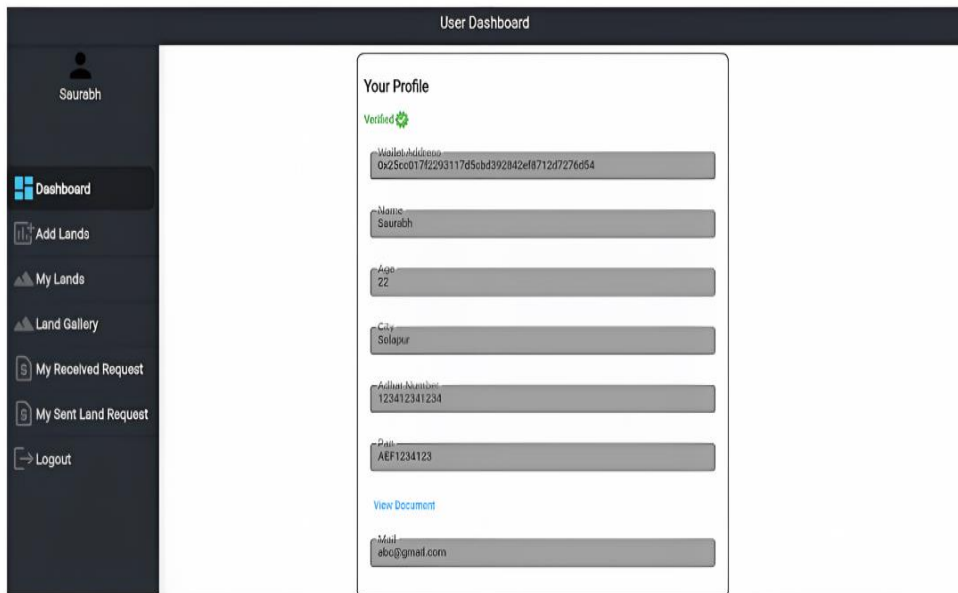 User Dashboard
Saurabh
Dashboard
Add Lands
My Lands
Land Gallery
My Received Request
My Sent Land Request
Logout
Your Profile
Verified
Wallet Address
Name
Saurabh
Age
22
City
Solapur
Adhar Number
123412341234
Pan
AEF1234123
View Document
Mail
abc@gmail.com